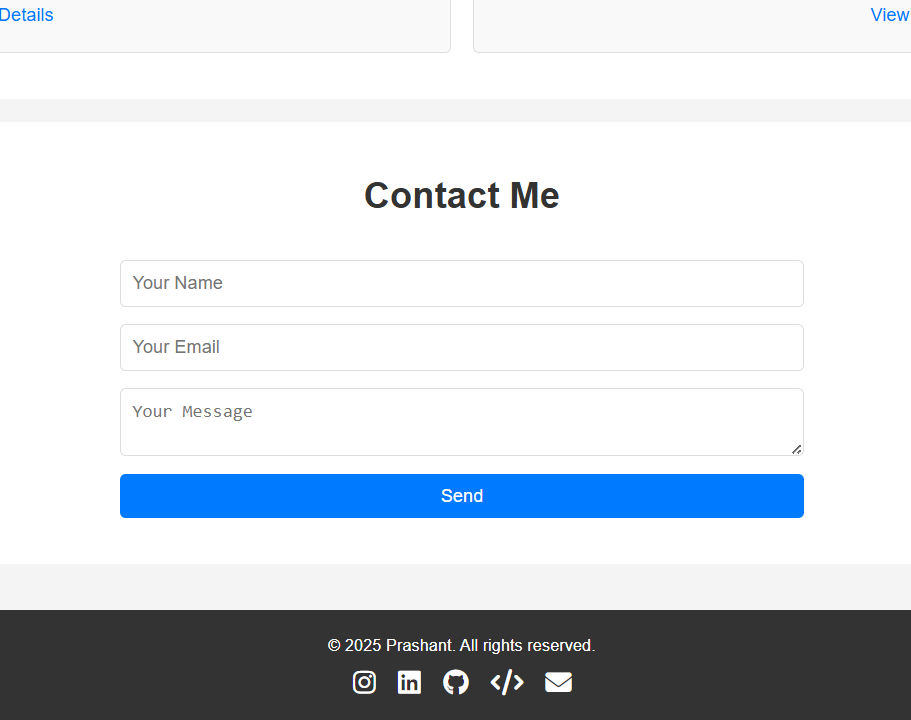 Details
View
Contact Me
Your Name
Your Email
Your Message
Send
© 2025 Prashant. All rights reserved.